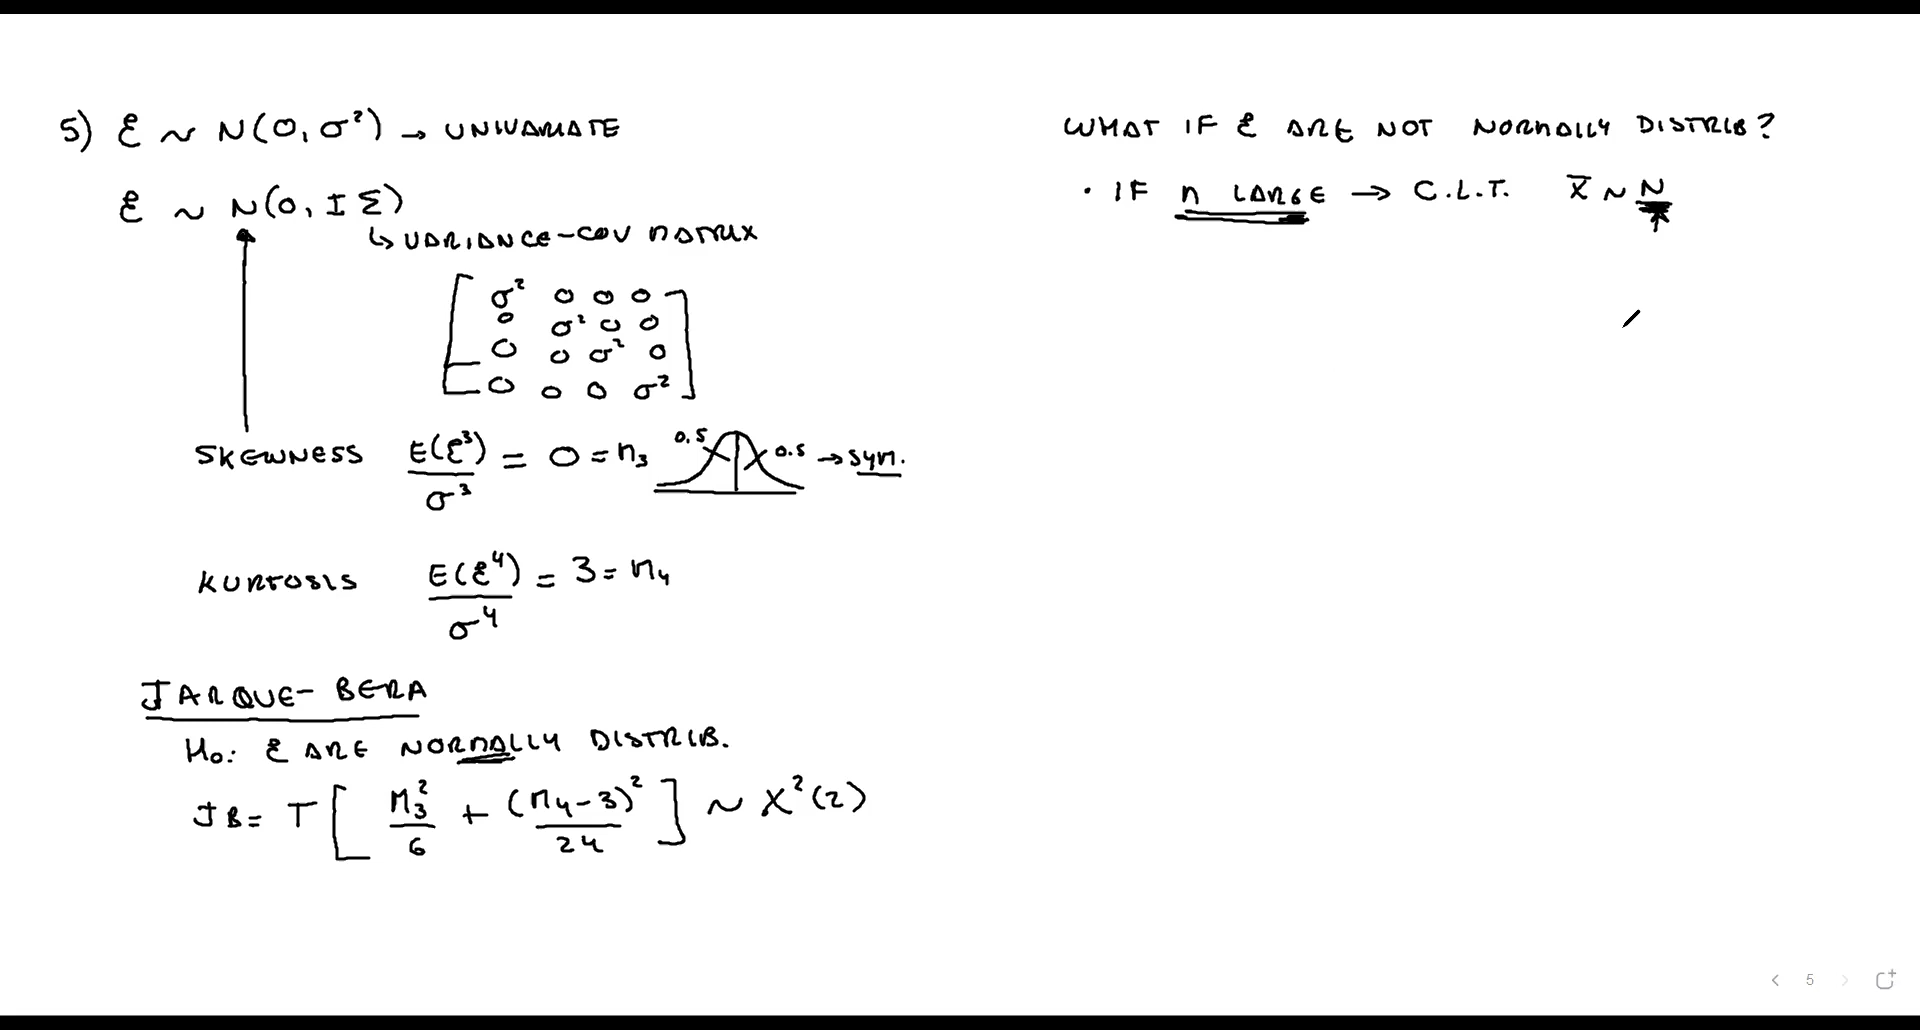 5) ε ~ N(0, σ²) → UNIVARIATE
ε ~ N(0, I Σ)
↳ VARIANCE-COV MATRIX
σ² 0 0 0
0 σ² 0 0
0 0 σ² 0
0 0 0 σ²
SKEWNESS E(ε³)/σ³ = 0 = M₃ 0.5 0.5 → SYM.
KURTOSIS E(ε⁴)/σ⁴ = 3 = M₄
JARQUE-BERA
H₀: ε ARE NORMALLY DISTRIB.
JB = T [ M₃²/6 + (M₄-3)²/24 ] ~ χ²(2)
WHAT IF ε ARE NOT NORMALLY DISTRIB?
· IF n LARGE → C.L.T. X̄ ~ N
5